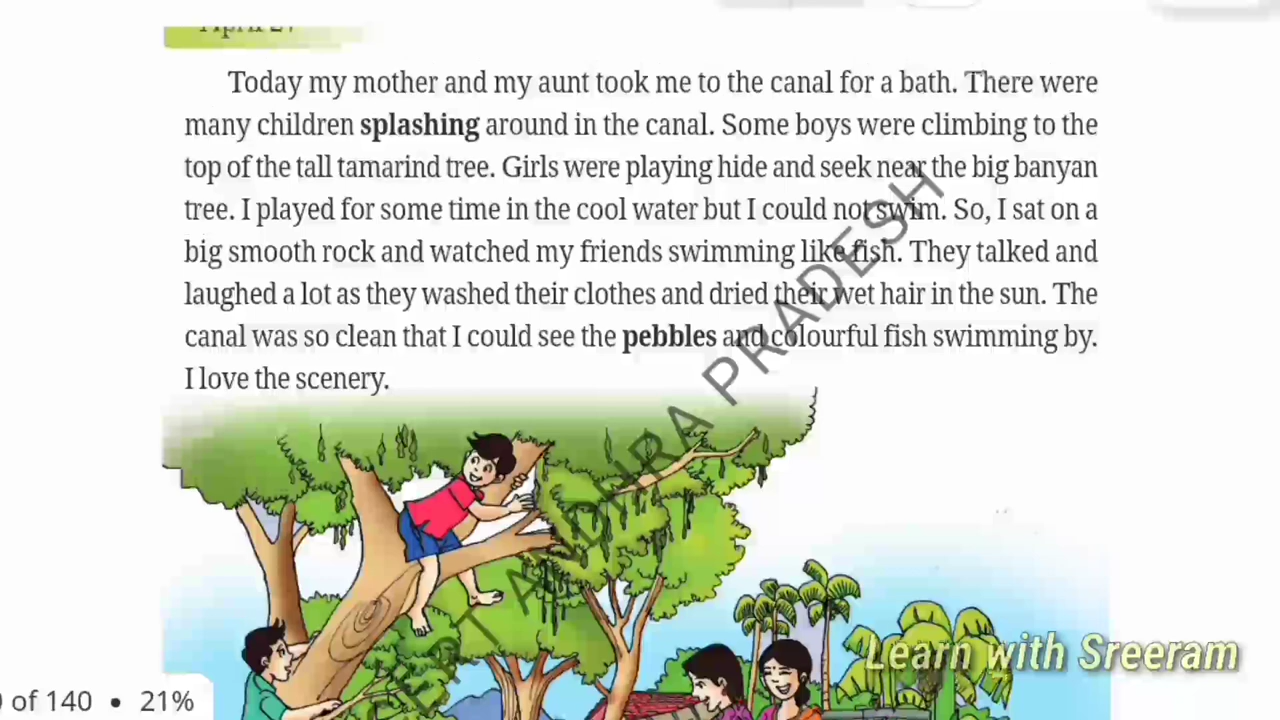 April 27
Today my mother and my aunt took me to the canal for a bath. There were
many children splashing around in the canal. Some boys were climbing to the
top of the tall tamarind tree. Girls were playing hide and seek near the big banyan
tree. I played for some time in the cool water but I could not swim. So, I sat on a
big smooth rock and watched my friends swimming like fish. They talked and
laughed a lot as they washed their clothes and dried their wet hair in the sun. The
canal was so clean that I could see the pebbles and colourful fish swimming by.
I love the scenery.
ANDHRA PRADESH
Learn with Sreeram
of 140 • 21%